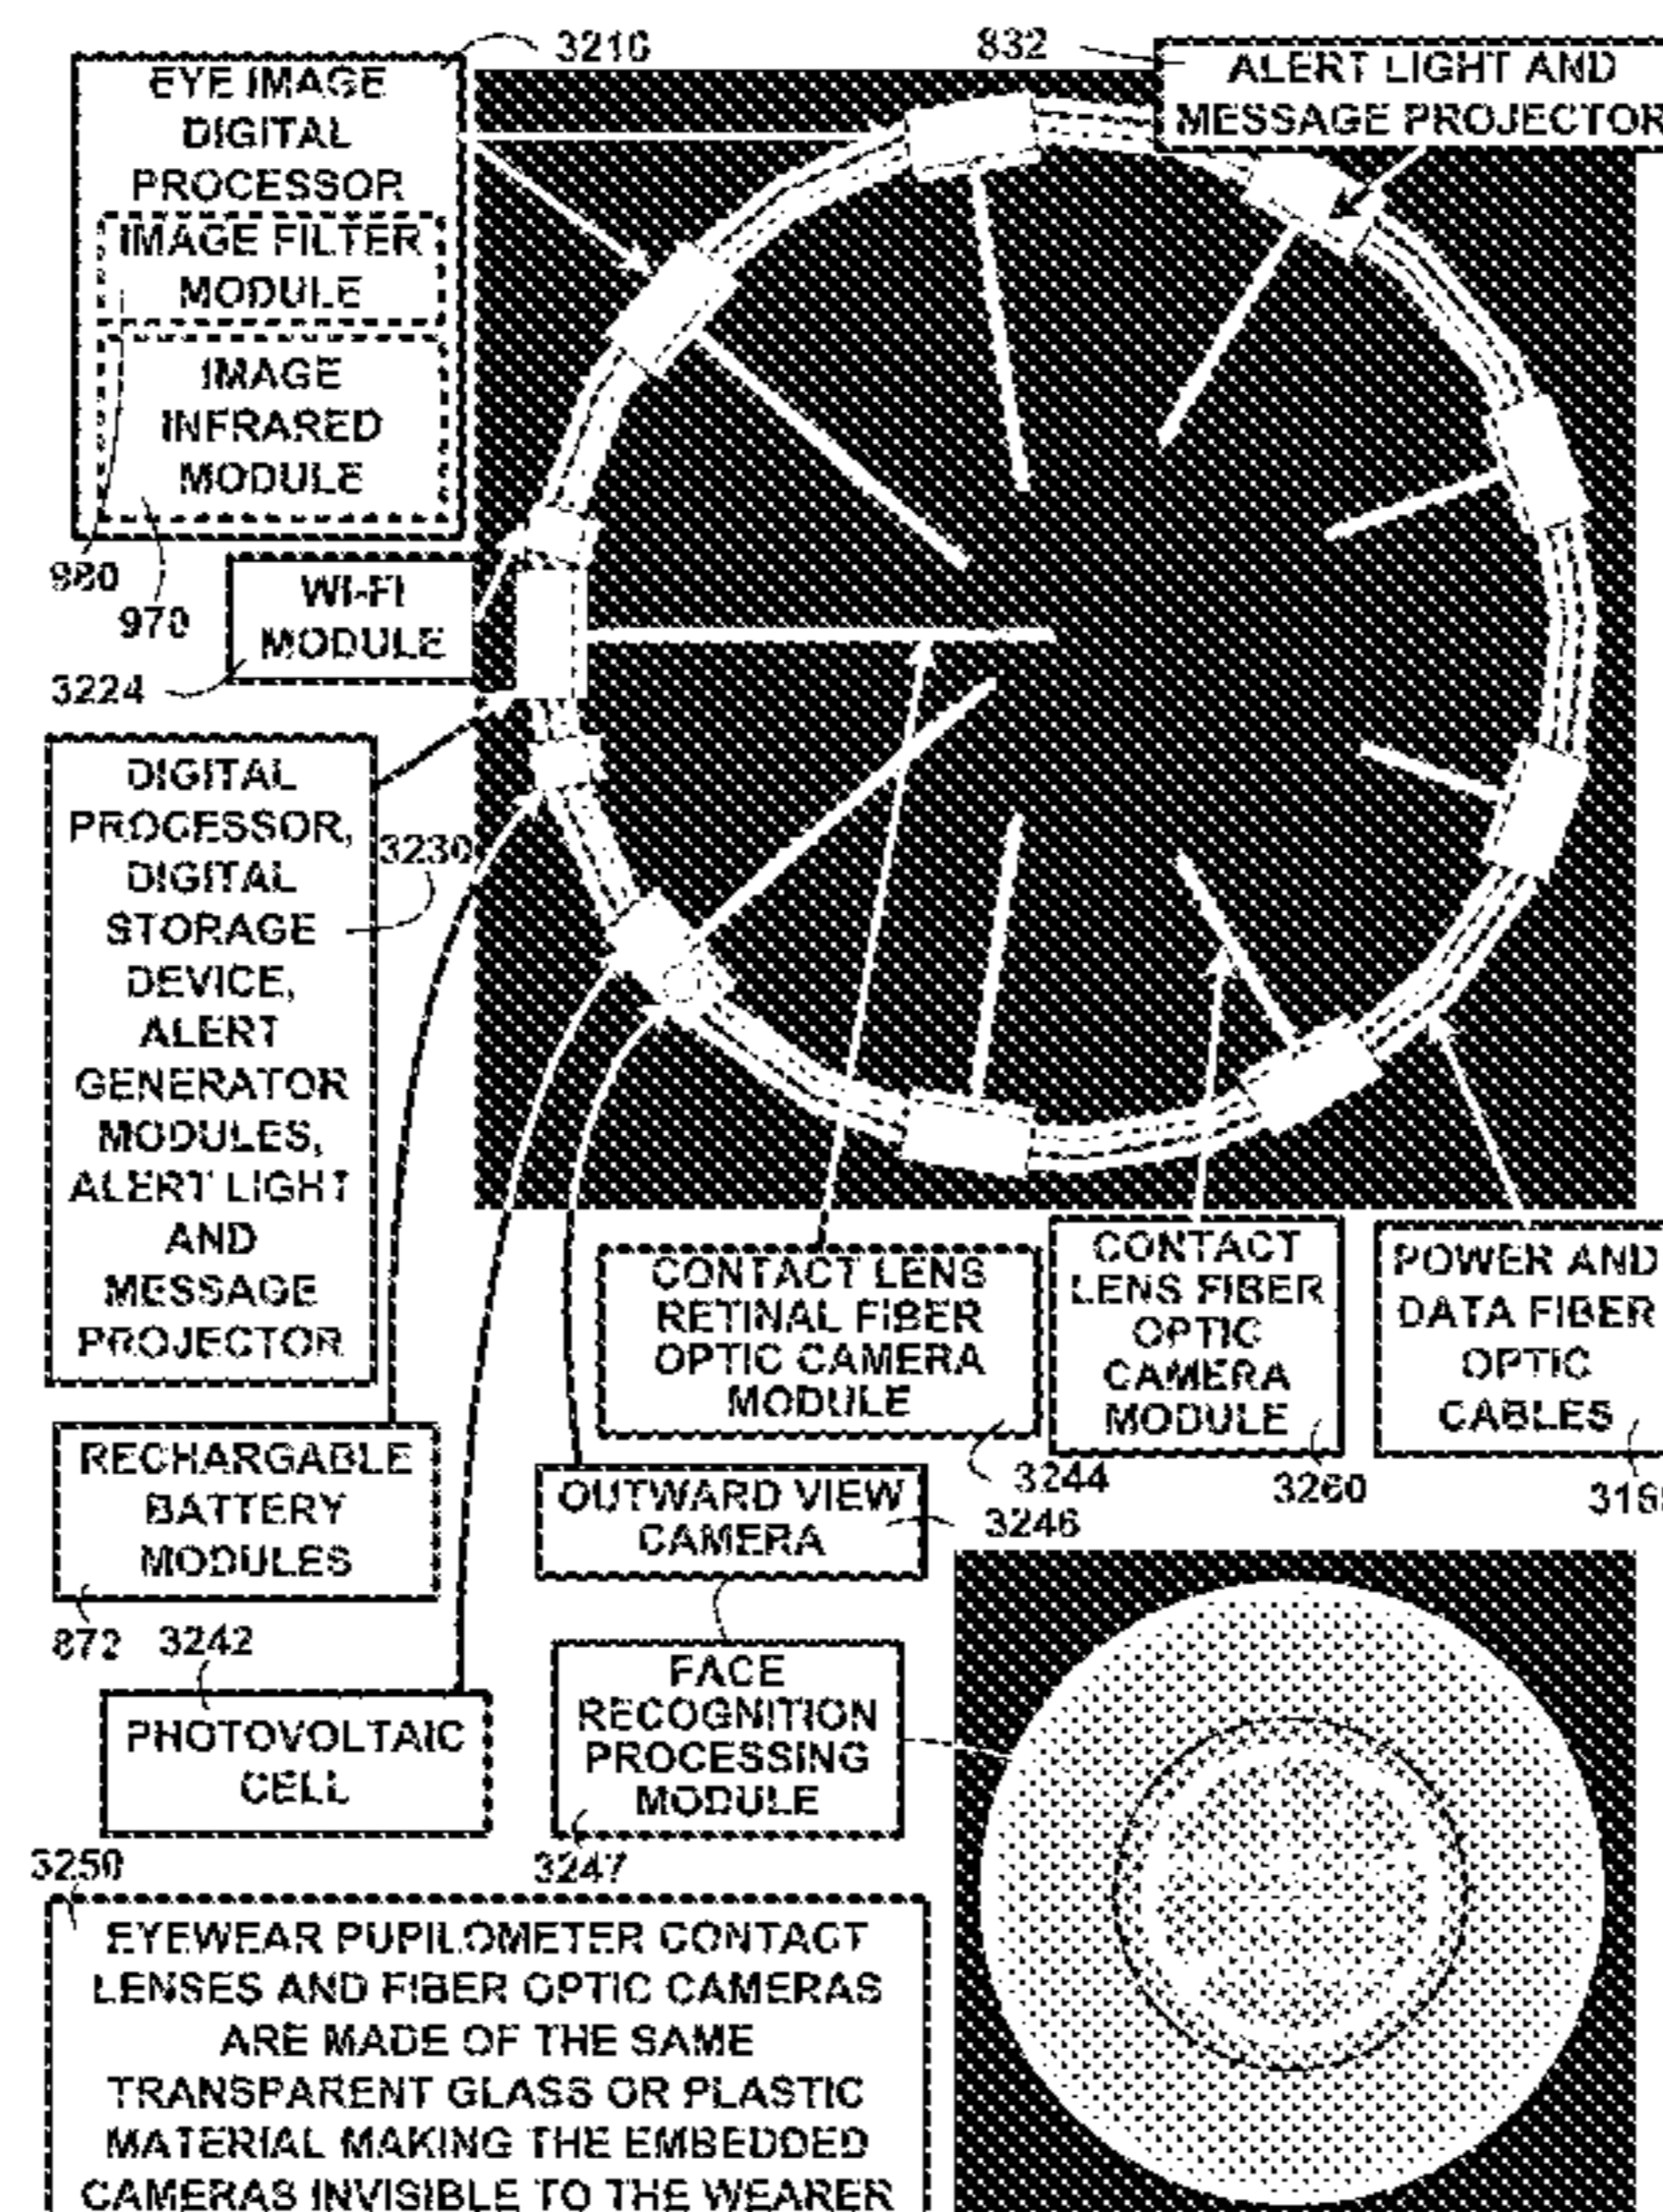 3210
EYE IMAGE
DIGITAL
PROCESSOR
IMAGE FILTER
MODULE
IMAGE
INFRARED
MODULE
980
970
832
ALERT LIGHT AND
MESSAGE PROJECTOR
WI-FI
MODULE
3224
DIGITAL
PROCESSOR,
DIGITAL
STORAGE
DEVICE,
ALERT
GENERATOR
MODULES,
ALERT LIGHT
AND
MESSAGE
PROJECTOR
3230
CONTACT LENS
RETINAL FIBER
OPTIC CAMERA
MODULE
3244
CONTACT
LENS FIBER
OPTIC
CAMERA
MODULE
3260
POWER AND
DATA FIBER
OPTIC
CABLES
RECHARGABLE
BATTERY
MODULES
872
OUTWARD VIEW
CAMERA
3246
3242
PHOTOVOLTAIC
CELL
FACE
RECOGNITION
PROCESSING
MODULE
3247
3250
EYEWEAR PUPILOMETER CONTACT
LENSES AND FIBER OPTIC CAMERAS
ARE MADE OF THE SAME
TRANSPARENT GLASS OR PLASTIC
MATERIAL MAKING THE EMBEDDED
CAMERAS INVISIBLE TO THE WEARER